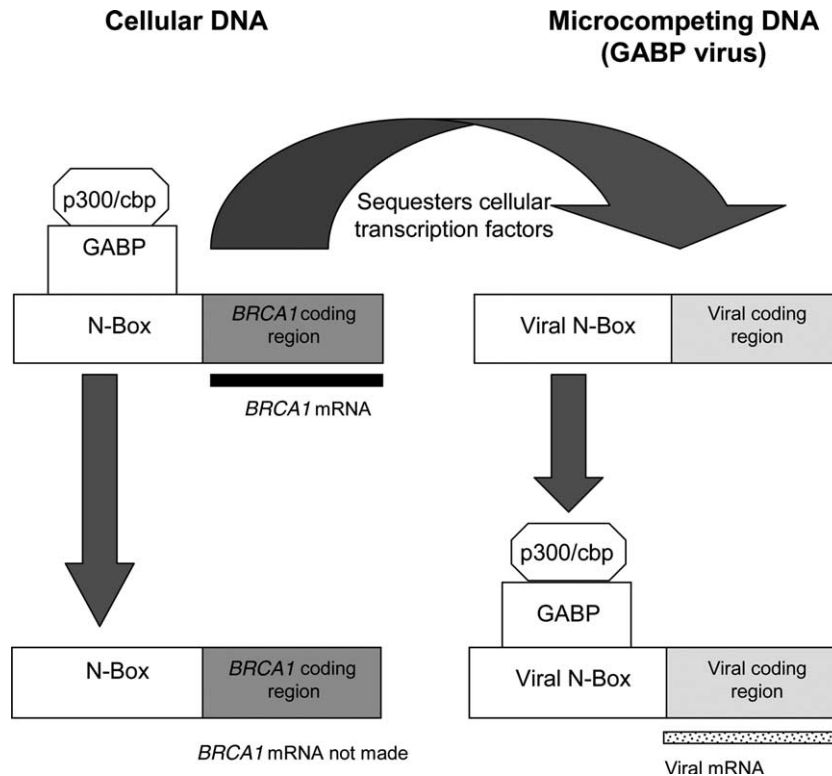 Cellular DNA
Microcompeting DNA
(GABP virus)
p300/cbp
GABP
N-Box
BRCA1 coding
region
BRCA1 mRNA
Sequesters cellular
transcription factors
Viral N-Box
Viral coding
region
p300/cbp
GABP
N-Box
BRCA1 coding
region
BRCA1 mRNA not made
Viral N-Box
Viral coding
region
Viral mRNA